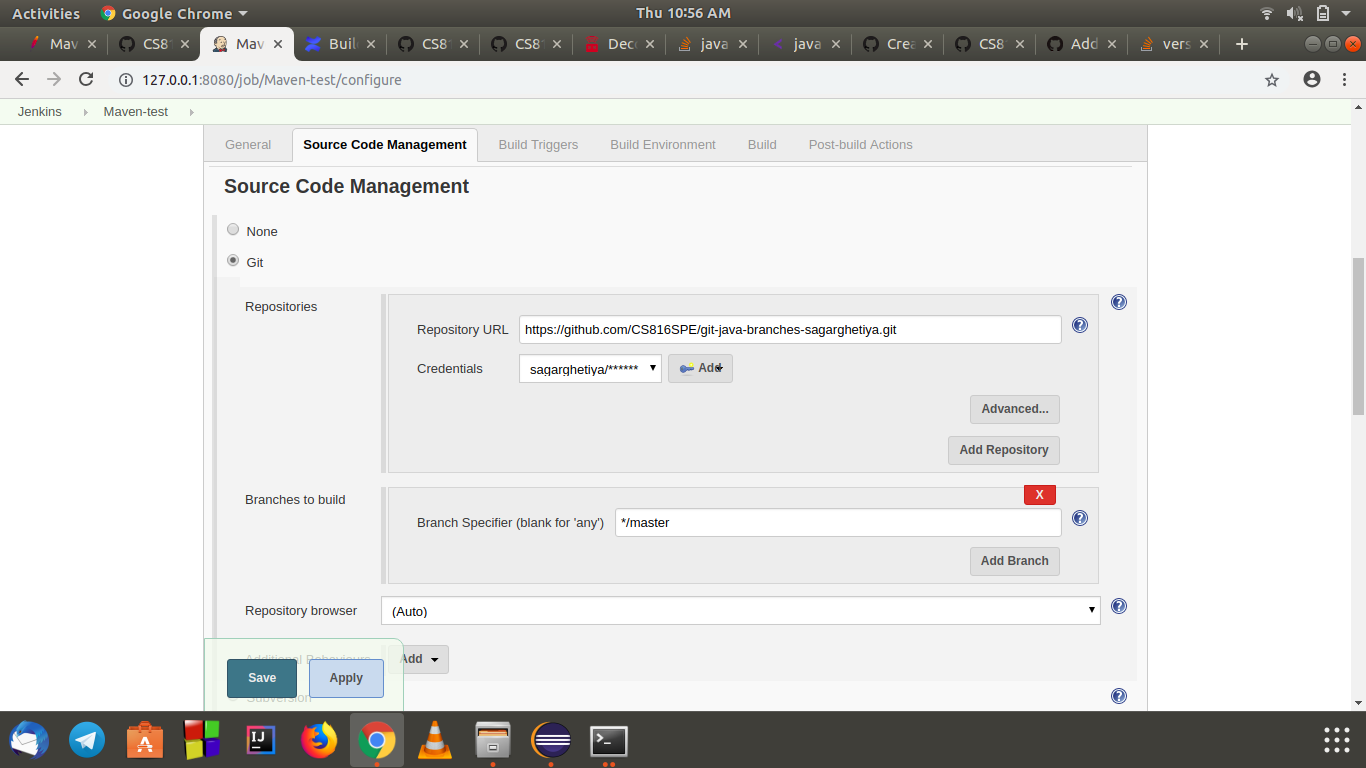 Activities Google Chrome Thu 10:56 AM
Mav CS8 Mav Buil CS8 CS8 Dec java java Crea CS8 Add vers
127.0.0.1:8080/job/Maven-test/configure
Jenkins Maven-test
General Source Code Management Build Triggers Build Environment Build Post-build Actions
Source Code Management
None
Git
Repositories
Repository URL https://github.com/CS816SPE/git-java-branches-sagarghetiya.git
Credentials sagarghetiya/****** Add
Advanced...
Add Repository
Branches to build
X
Branch Specifier (blank for 'any') */master
Add Branch
Repository browser (Auto)
Additional Behaviours Add
Save Apply
Subversion